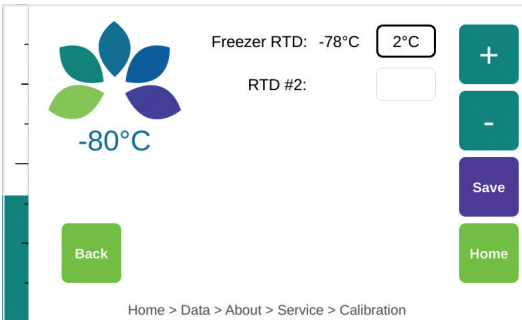 Freezer RTD: -78°C 2°C +
RTD #2:
-
-80°C
Save
Back
Home
Home > Data > About > Service > Calibration